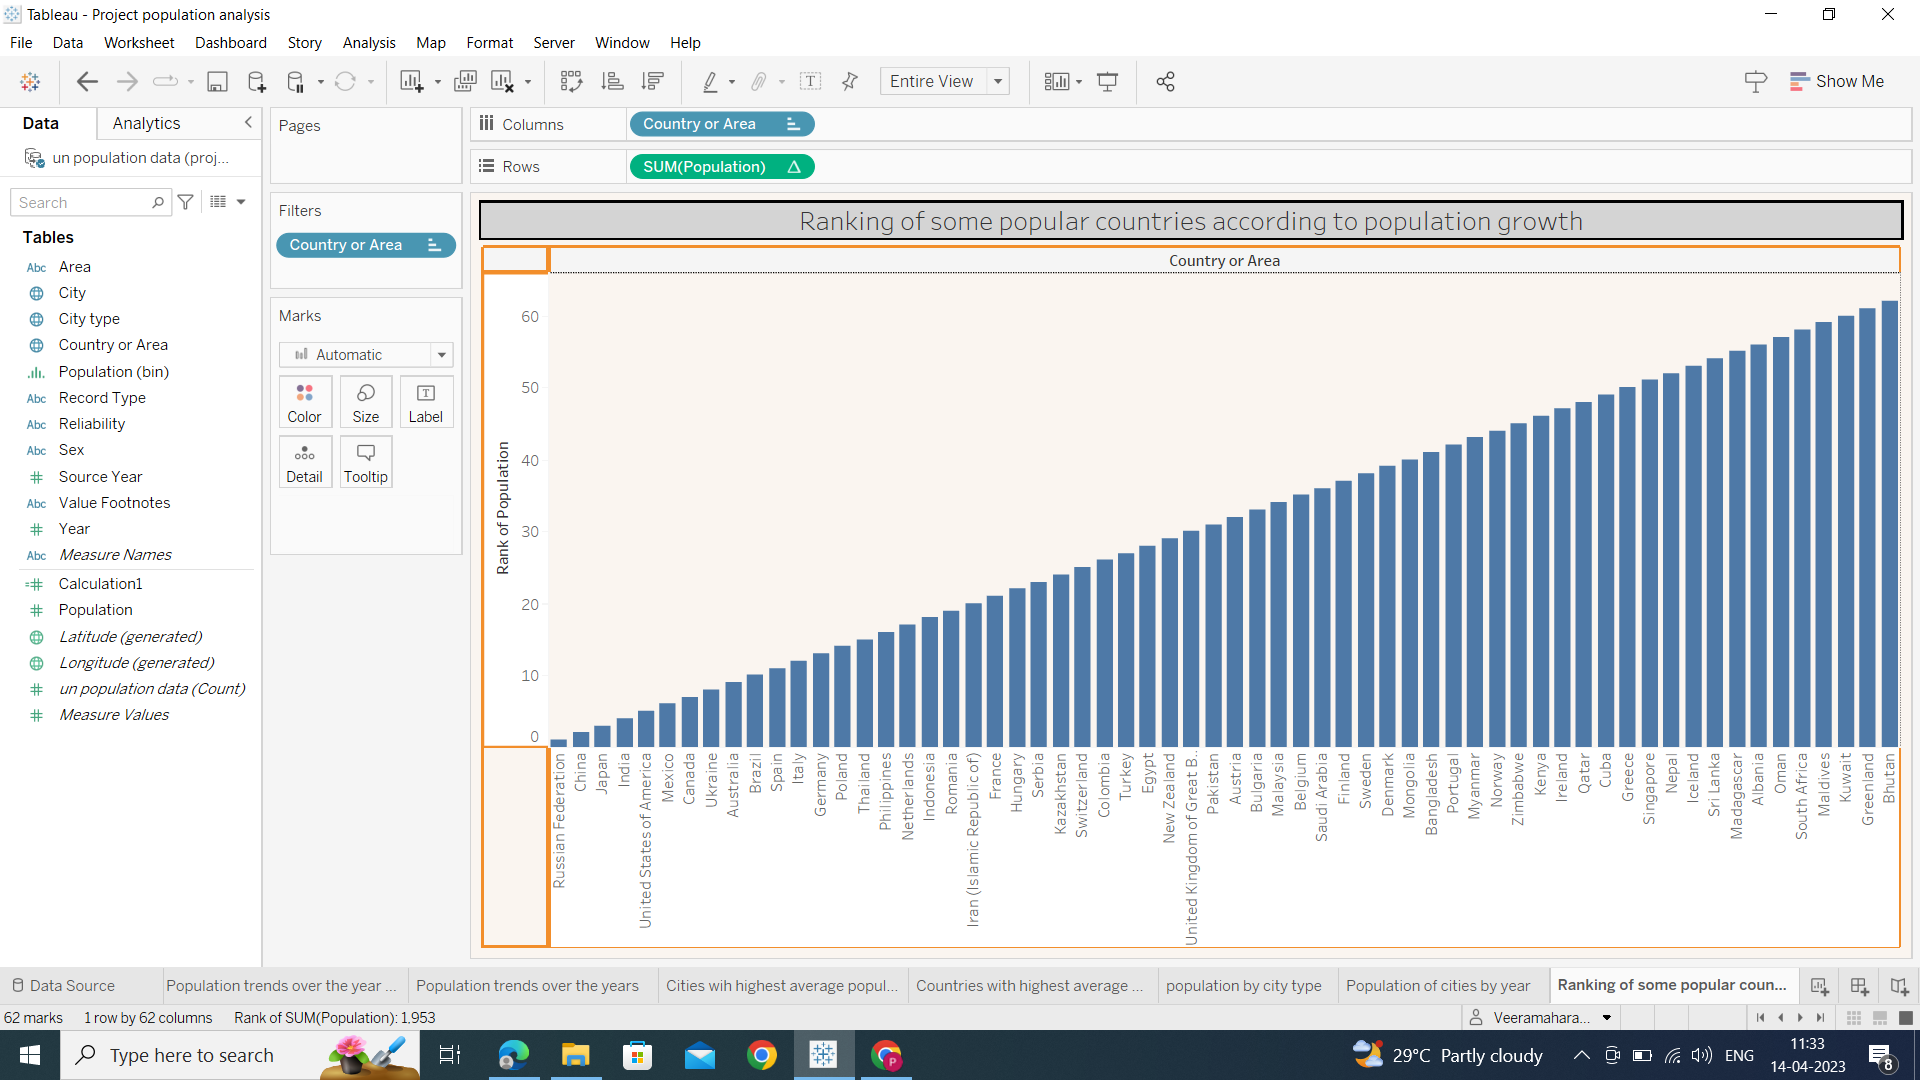 Tableau - Project population analysis
File Data Worksheet Dashboard Story Analysis Map Format Server Window Help
Entire View
Show Me
Data Analytics
un population data (proj...
Search
Tables
Abc Area
City
City type
Country or Area
Population (bin)
Abc Record Type
Abc Reliability
Abc Sex
Source Year
Abc Value Footnotes
Year
Abc Measure Names
Calculation1
Population
Latitude (generated)
Longitude (generated)
un population data (Count)
Measure Values
Pages
Filters
Country or Area
Marks
Automatic
Color Size Label
Detail Tooltip
Columns Country or Area
Rows SUM(Population) Δ
Ranking of some popular countries according to population growth
Country or Area
Rank of Population
60
50
40
30
20
10
0
Russian Federation
China
Japan
India
United States of America
Mexico
Canada
Ukraine
Australia
Brazil
Spain
Italy
Germany
Poland
Thailand
Philippines
Netherlands
Indonesia
Romania
Iran (Islamic Republic of)
France
Hungary
Serbia
Kazakhstan
Switzerland
Colombia
Turkey
Egypt
New Zealand
United Kingdom of Great B..
Pakistan
Austria
Bulgaria
Malaysia
Belgium
Saudi Arabia
Finland
Sweden
Denmark
Mongolia
Bangladesh
Portugal
Myanmar
Norway
Zimbabwe
Kenya
Ireland
Qatar
Cuba
Greece
Singapore
Nepal
Iceland
Sri Lanka
Madagascar
Albania
Oman
South Africa
Maldives
Kuwait
Greenland
Bhutan
Data Source Population trends over the year ... Population trends over the years Cities wih highest average popul... Countries with highest average ... population by city type Population of cities by year Ranking of some popular coun...
62 marks 1 row by 62 columns Rank of SUM(Population): 1,953 Veeramahara...
Type here to search 29°C Partly cloudy ENG 11:33
14-04-2023 8